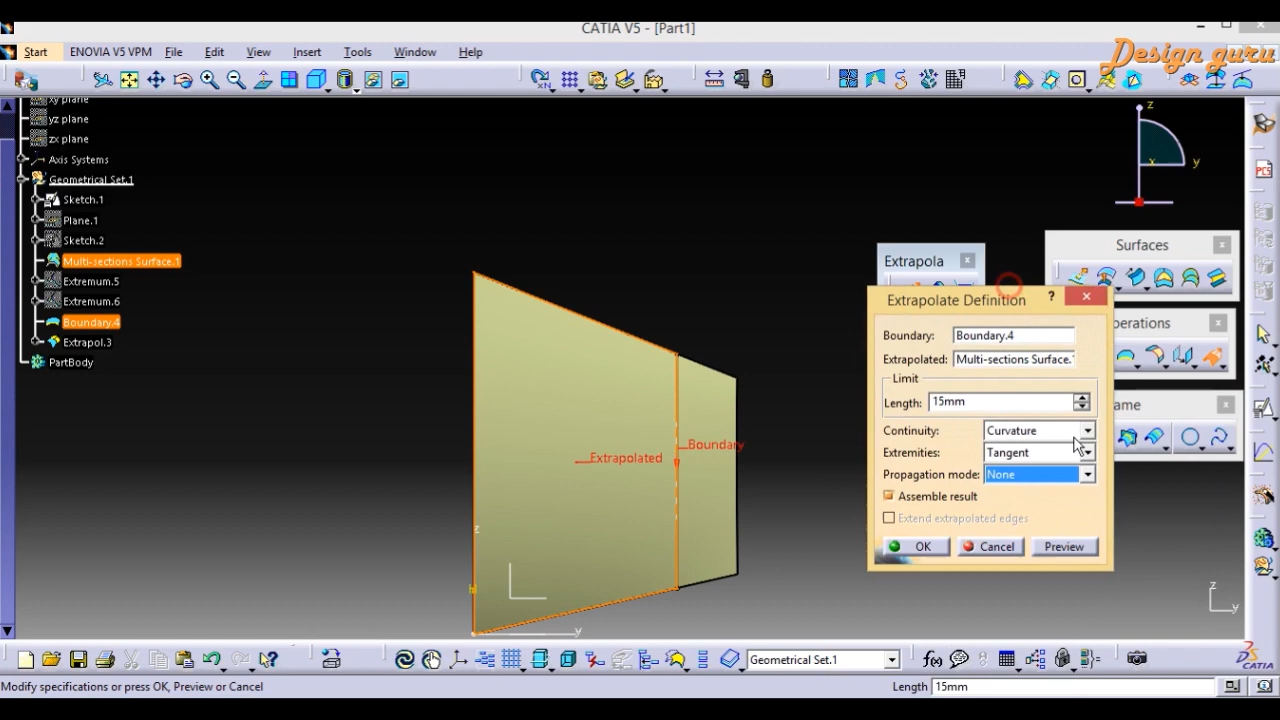 CATIA V5 - [Part1]
Start ENOVIA V5 VPM File Edit View Insert Tools Window Help
Design guru
xy plane
yz plane
zx plane
Axis Systems
Geometrical Set.1
Sketch.1
Plane.1
Sketch.2
Multi-sections Surface.1
Extremum.5
Extremum.6
Boundary.4
Extrapol.3
PartBody
z
x
y
Extrapola
Surfaces
Extrapolate Definition
?
Boundary: Boundary.4
Extrapolated: Multi-sections Surface.
Limit
Length: 15mm
Continuity: Curvature
Extremities: Tangent
Propagation mode: None
Assemble result
Extend extrapolated edges
OK Cancel Preview
perations
ame
PCS
Boundary
Extrapolated
z
h
y
z
y
Geometrical Set.1
f(x)
CATIA
Modify specifications or press OK, Preview or Cancel
Length 15mm